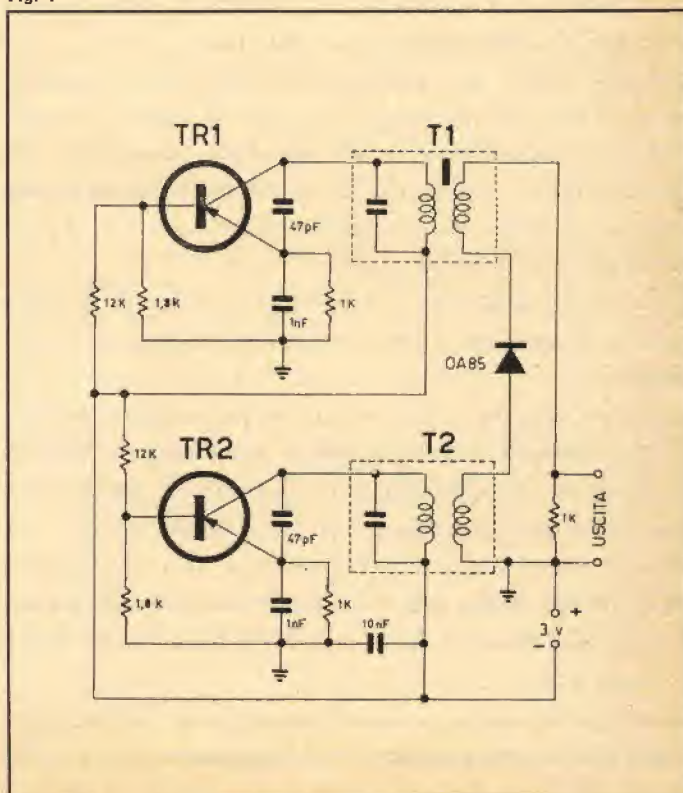 TR1
T1
47pF
12K
1,8K
1nF
1K
OA85
12K
TR2
T2
47pF
1K
USCITA
1,8K
1nF
1K
10nF
+
3 v
-